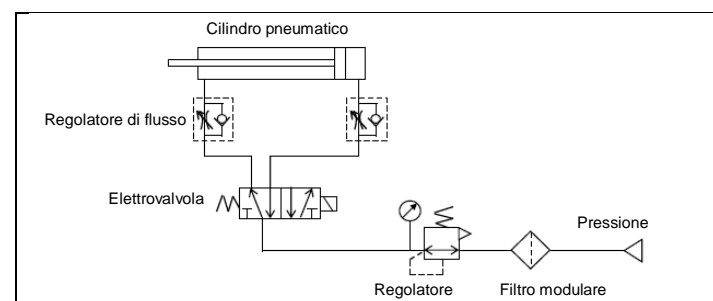 Cilindro pneumatico
Regolatore di flusso
Elettrovalvola
Pressione
Regolatore
Filtro modulare